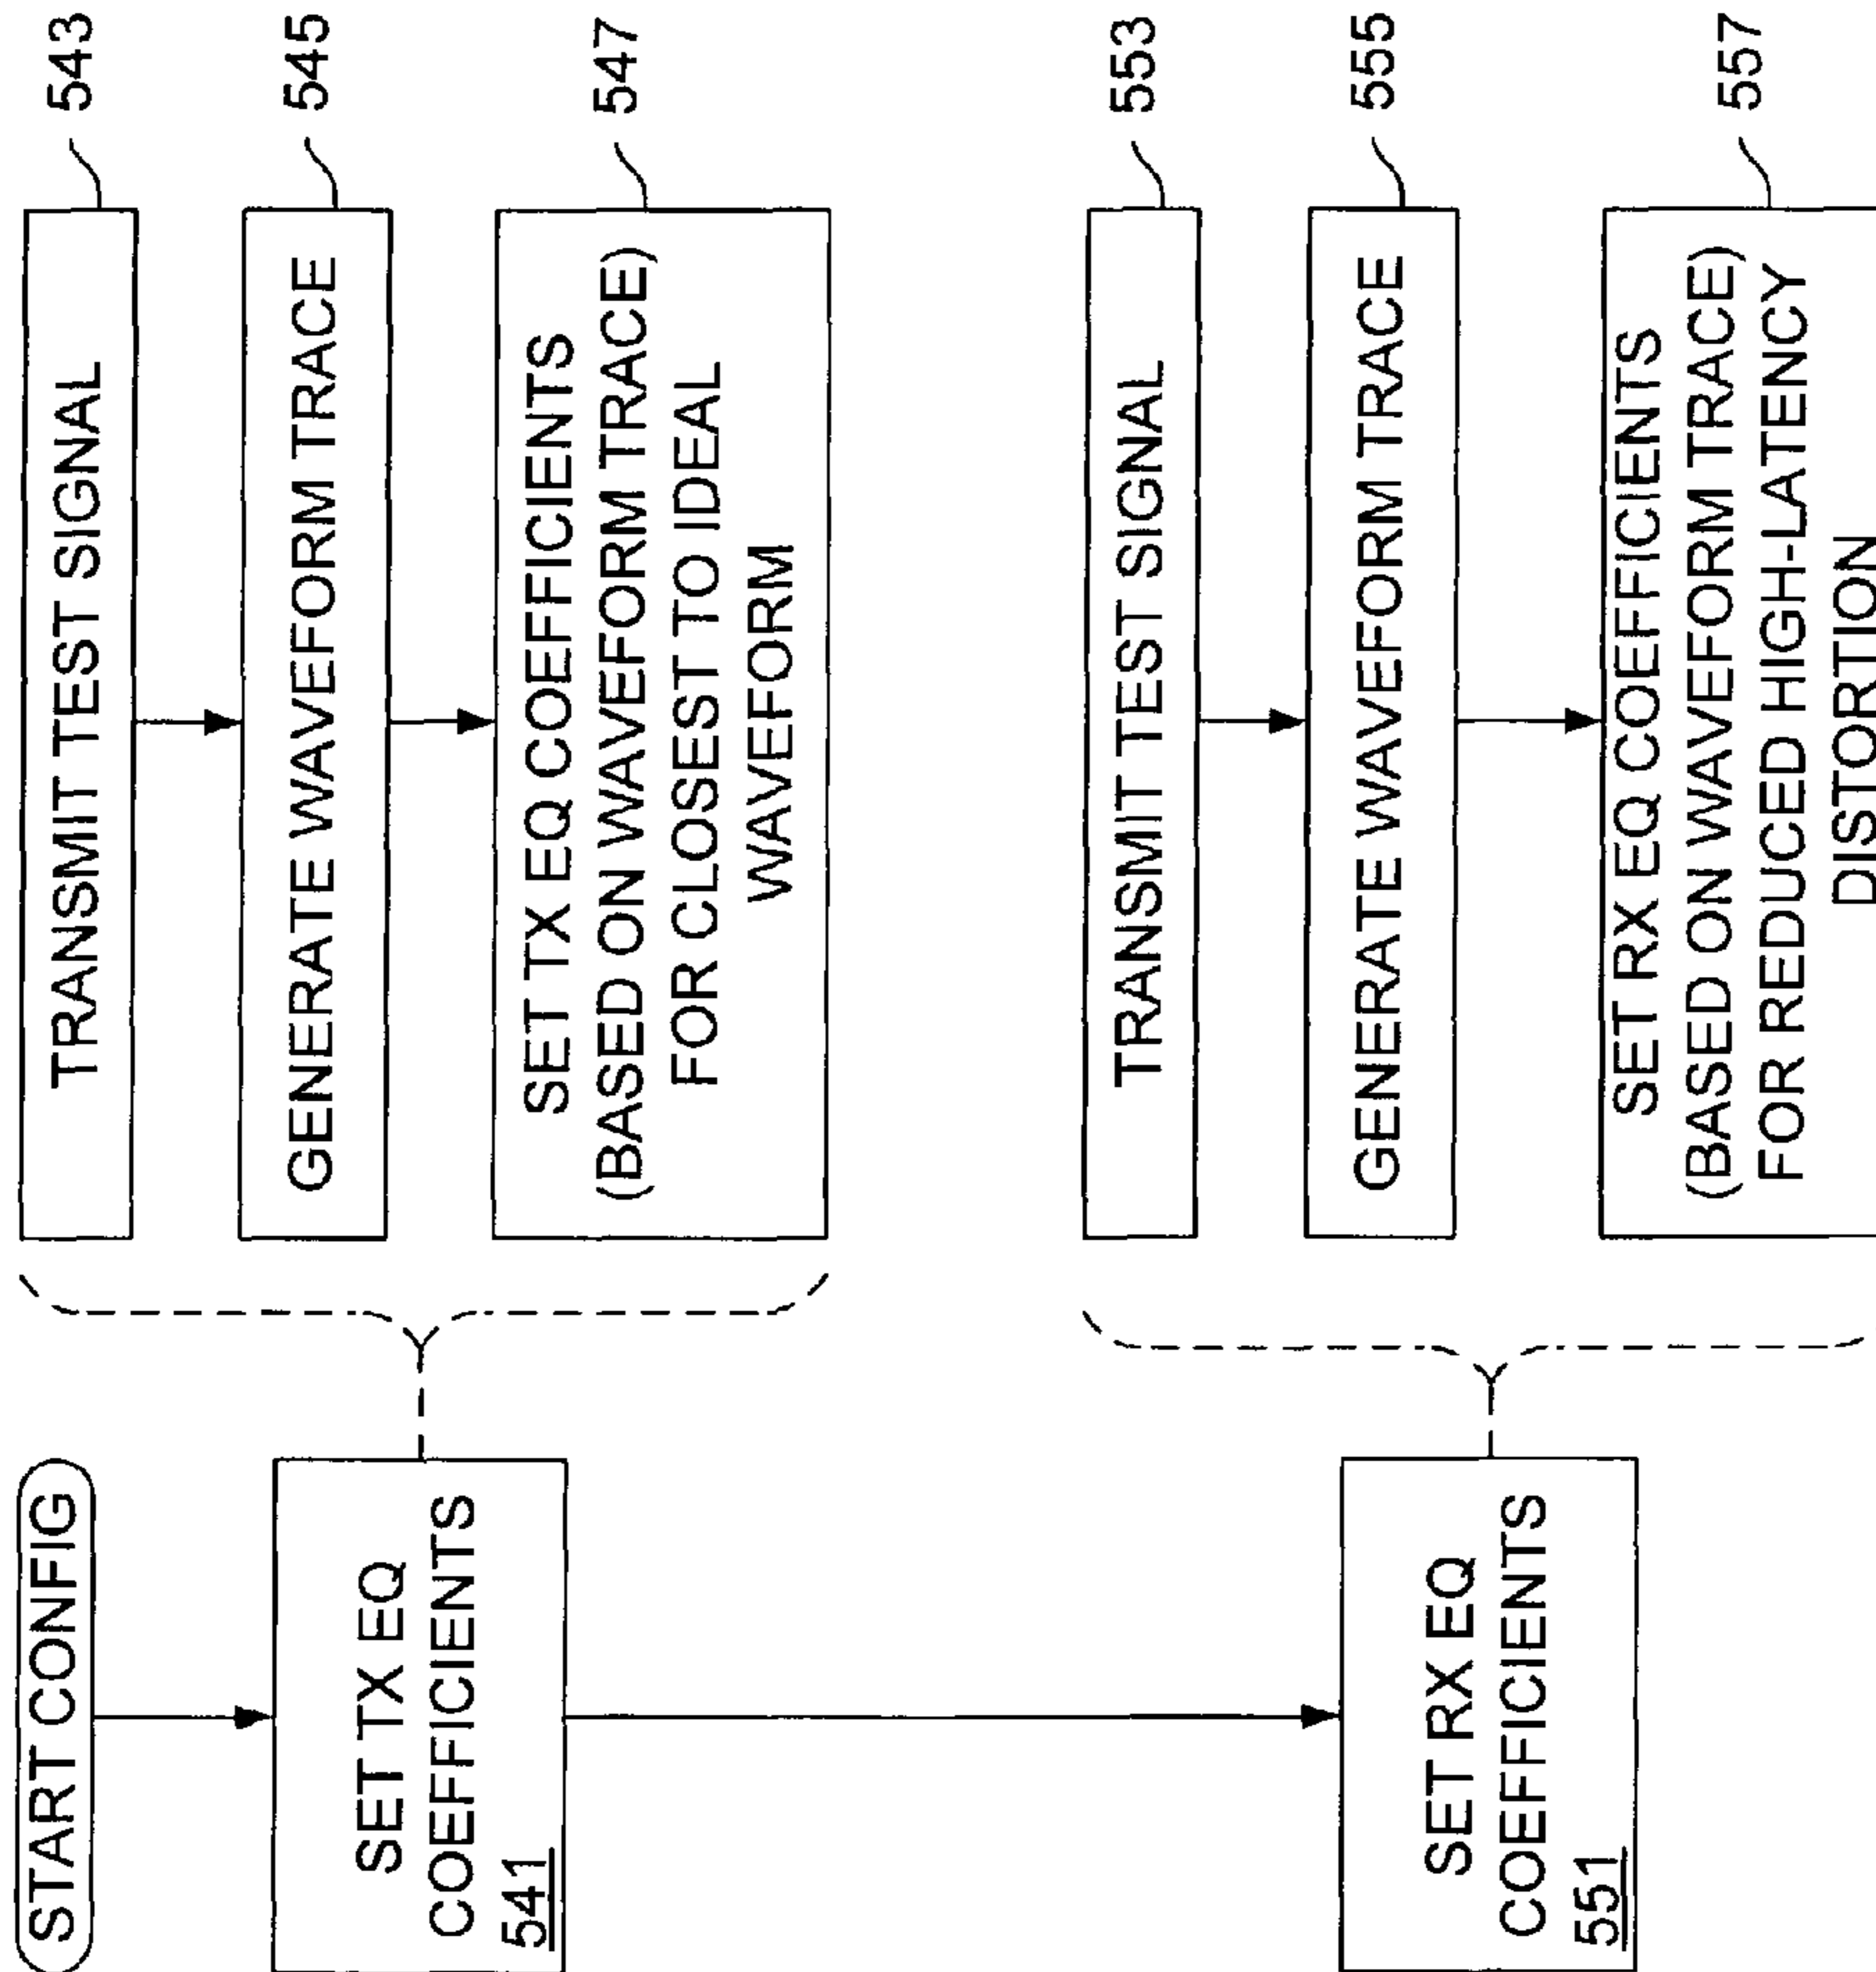 START CONFIG
SET TX EQ
COEFFICIENTS
541
TRANSMIT TEST SIGNAL
543
GENERATE WAVEFORM TRACE
545
SET TX EQ COEFFICIENTS
(BASED ON WAVEFORM TRACE)
FOR CLOSEST TO IDEAL
WAVEFORM
547
SET RX EQ
COEFFICIENTS
551
TRANSMIT TEST SIGNAL
553
GENERATE WAVEFORM TRACE
555
SET RX EQ COEFFICIENTS
(BASED ON WAVEFORM TRACE)
FOR REDUCED HIGH-LATENCY
DISTORTION
557